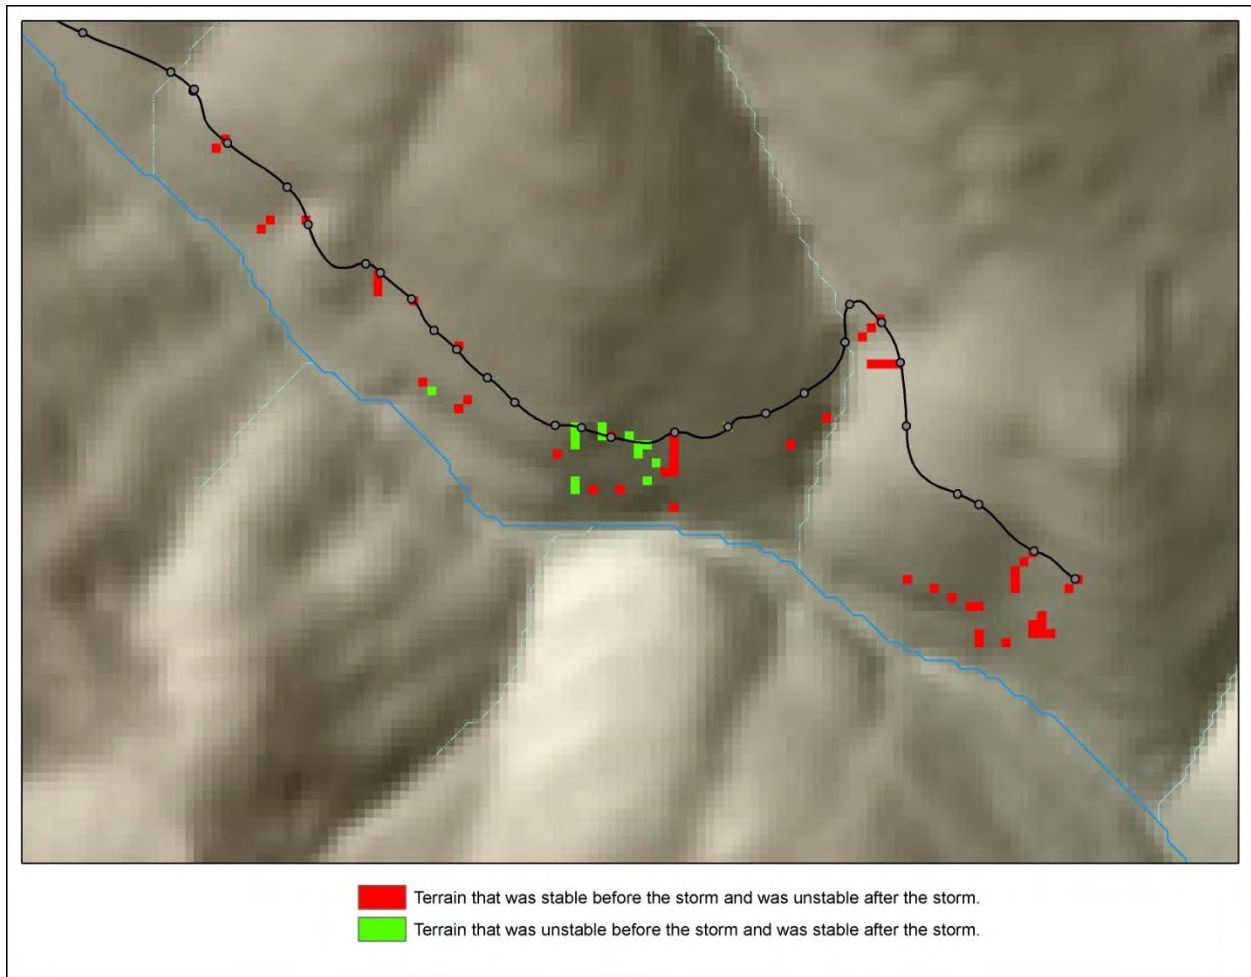 Terrain that was stable before the storm and was unstable after the storm.
Terrain that was unstable before the storm and was stable after the storm.